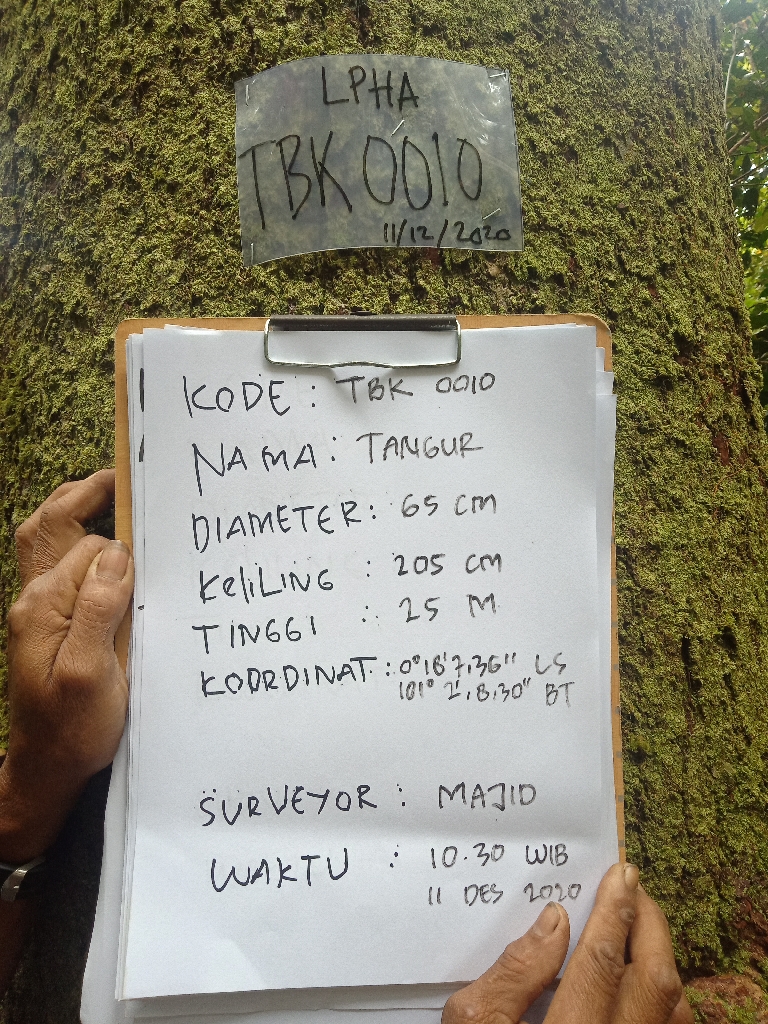 LPHA
TBK 0010
11/12/2020
KODE : TBK 0010
NAMA : TANGUR
DIAMETER : 65 cm
KeliLING : 205 cm
TINGGI : 25 M
KOORDINAT : 0°18'7,36" LS
101° 2', 8,30" BT
SURVEYOR : MAJID
WAKTU : 10.30 WIB
11 DES 2020